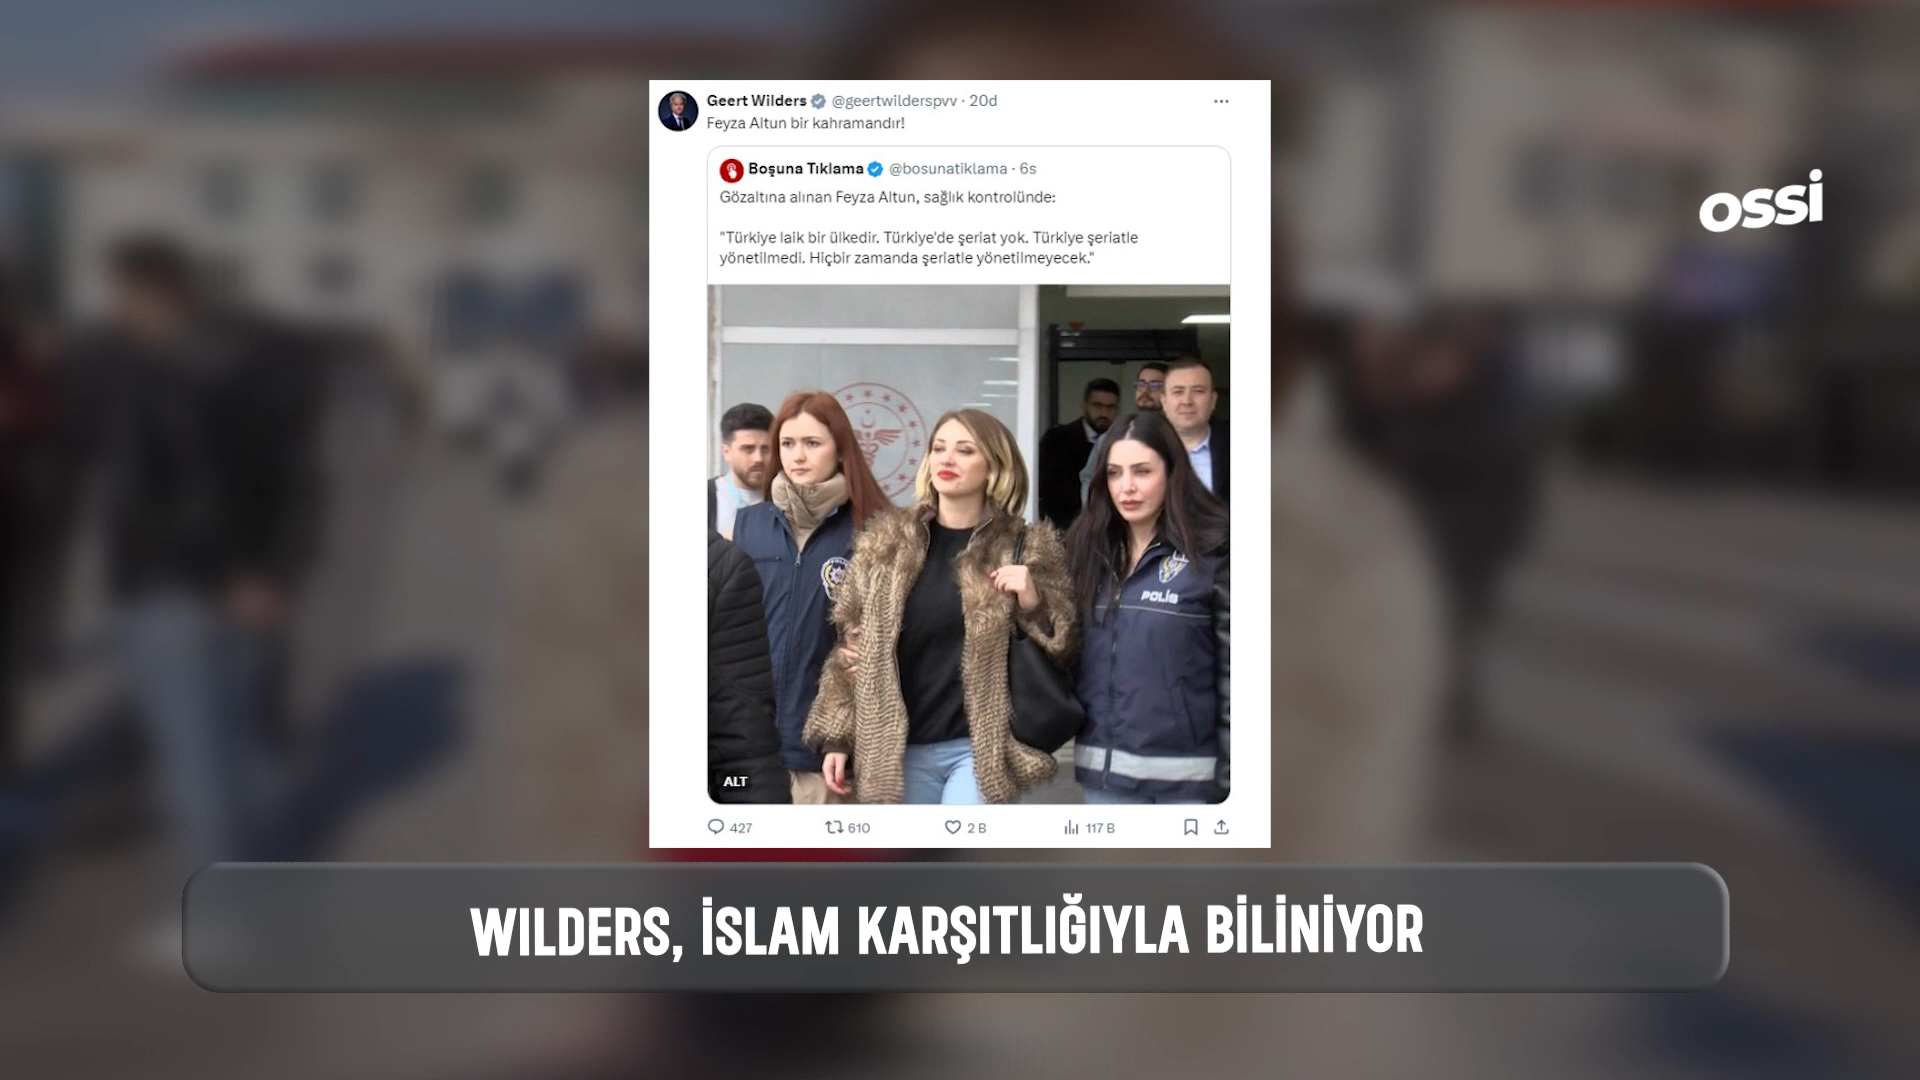 Geert Wilders @geertwilderspvv · 20d
Feyza Altun bir kahramandır!
Boşuna Tıklama @bosunatiklama · 6s
Gözaltına alınan Feyza Altun, sağlık kontrolünde:
"Türkiye laik bir ülkedir. Türkiye'de şeriat yok. Türkiye şeriatle
yönetilmedi. Hiçbir zamanda şeriatle yönetilmeyecek."
ossi
POLİS
ALT
427 610 2 B 117 B
WILDERS, İSLAM KARŞITLIĞIYLA BİLİNİYOR